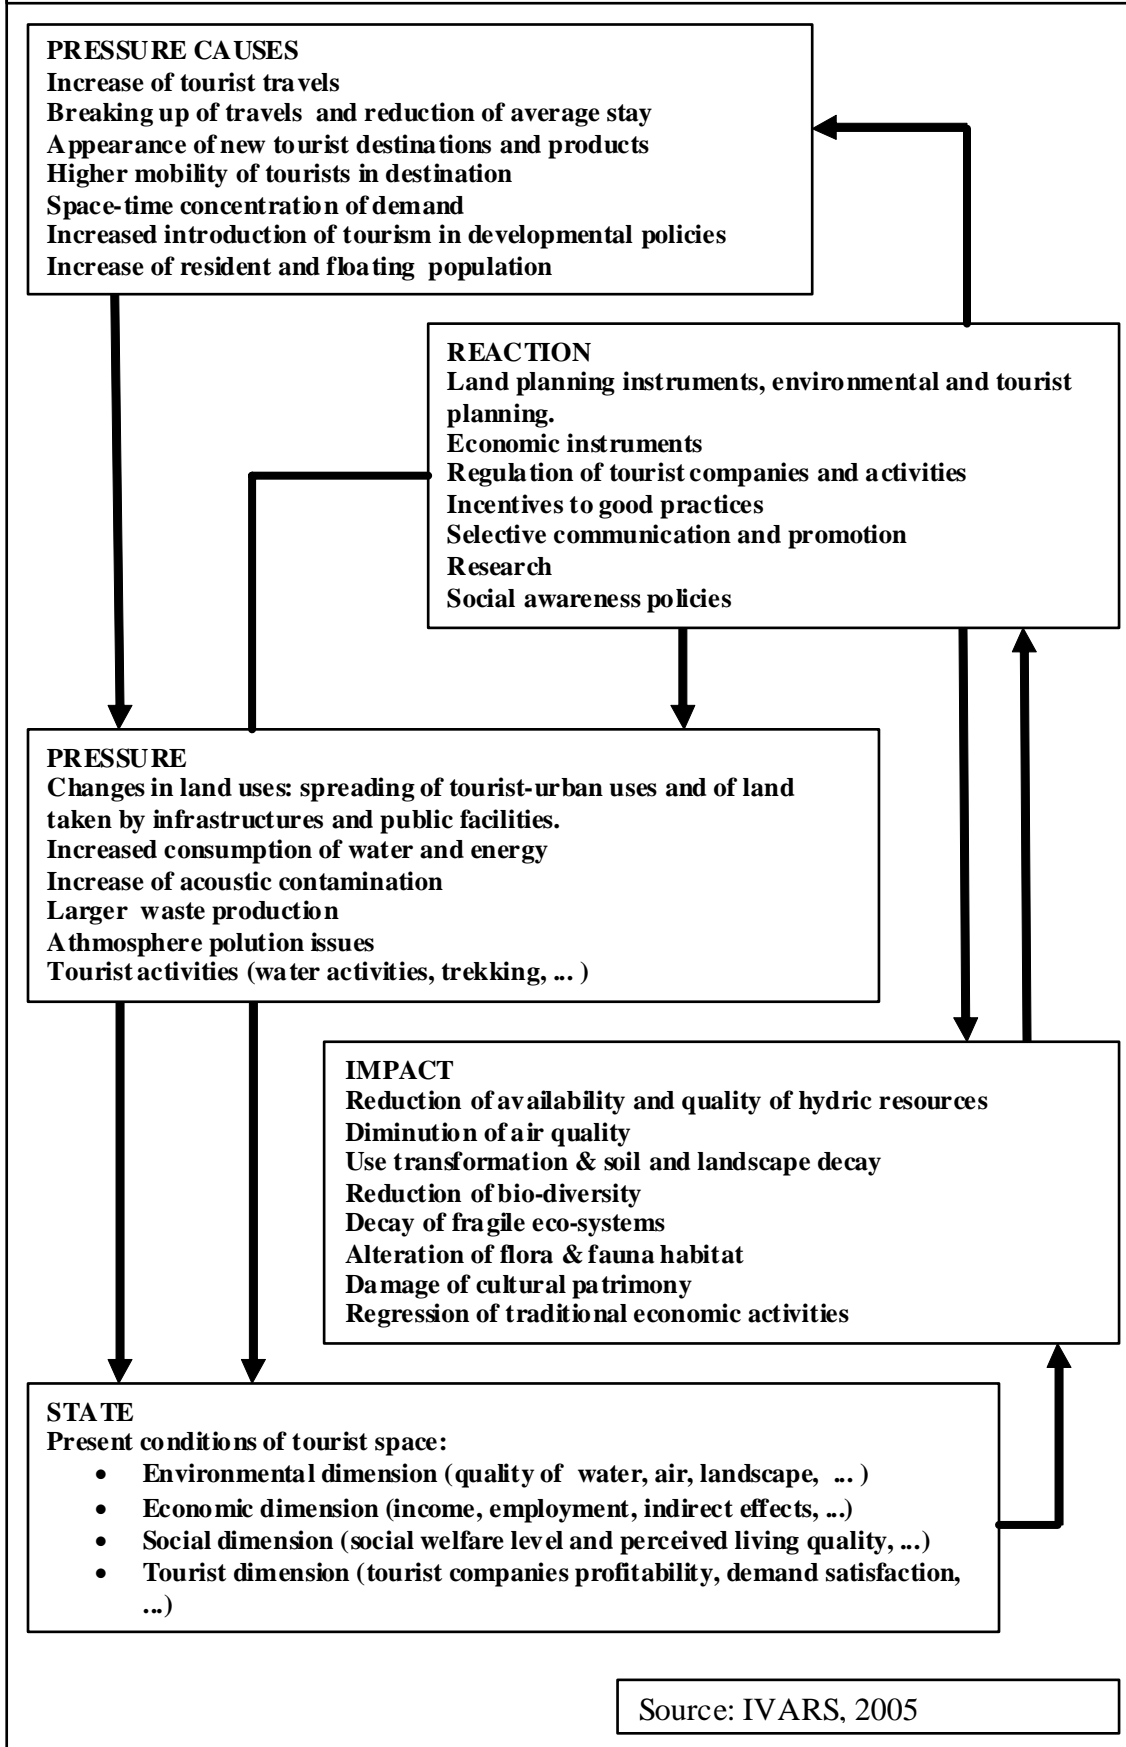 PRESSURE CAUSES
Increase of tourist travels
Breaking up of travels and reduction of average stay
Appearance of new tourist destinations and products
Higher mobility of tourists in destination
Space-time concentration of demand
Increased introduction of tourism in developmental policies
Increase of resident and floating population
REACTION
Land planning instruments, environmental and tourist
planning.
Economic instruments
Regulation of tourist companies and activities
Incentives to good practices
Selective communication and promotion
Research
Social awareness policies
PRESSURE
Changes in land uses: spreading of tourist-urban uses and of land
taken by infrastructures and public facilities.
Increased consumption of water and energy
Increase of acoustic contamination
Larger waste production
Athmosphere polution issues
Tourist activities (water activities, trekking, ... )
IMPACT
Reduction of availability and quality of hydric resources
Diminution of air quality
Use transformation & soil and landscape decay
Reduction of bio-diversity
Decay of fragile eco-systems
Alteration of flora & fauna habitat
Damage of cultural patrimony
Regression of traditional economic activities
STATE
Present conditions of tourist space:
• Environmental dimension (quality of water, air, landscape, ... )
• Economic dimension (income, employment, indirect effects, ...)
• Social dimension (social welfare level and perceived living quality, ...)
• Tourist dimension (tourist companies profitability, demand satisfaction,
...)
Source: IVARS, 2005